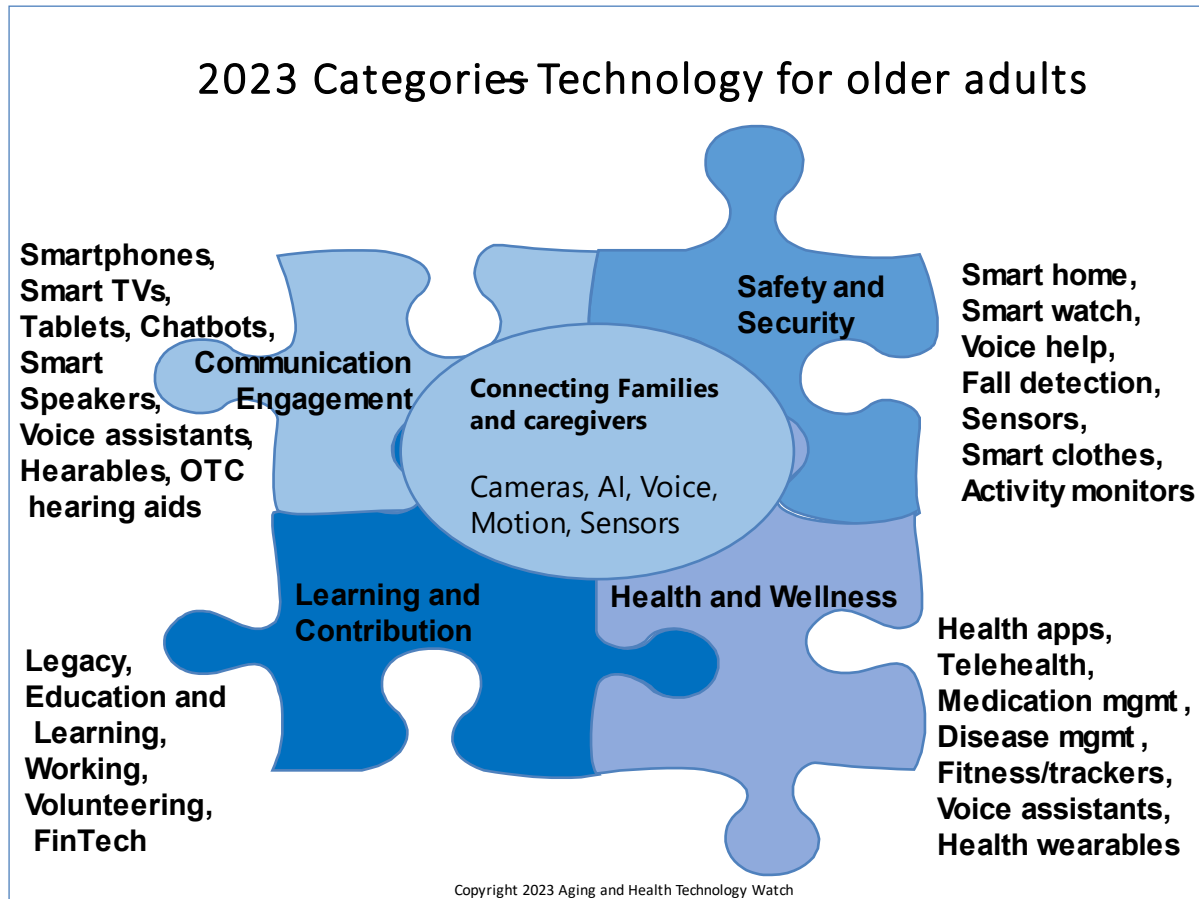 2023 Categories Technology for older adults
Smartphones,
Smart TVs,
Tablets, Chatbots,
Smart
Speakers,
Voice assistants,
Hearables, OTC
hearing aids
Communication
Engagement
Safety and
Security
Smart home,
Smart watch,
Voice help,
Fall detection,
Sensors,
Smart clothes,
Activity monitors
Connecting Families
and caregivers
Cameras, AI, Voice,
Motion, Sensors
Learning and
Contribution
Legacy,
Education and
Learning,
Working,
Volunteering,
FinTech
Health and Wellness
Health apps,
Telehealth,
Medication mgmt ,
Disease mgmt ,
Fitness/trackers,
Voice assistants,
Health wearables
Copyright 2023 Aging and Health Technology Watch